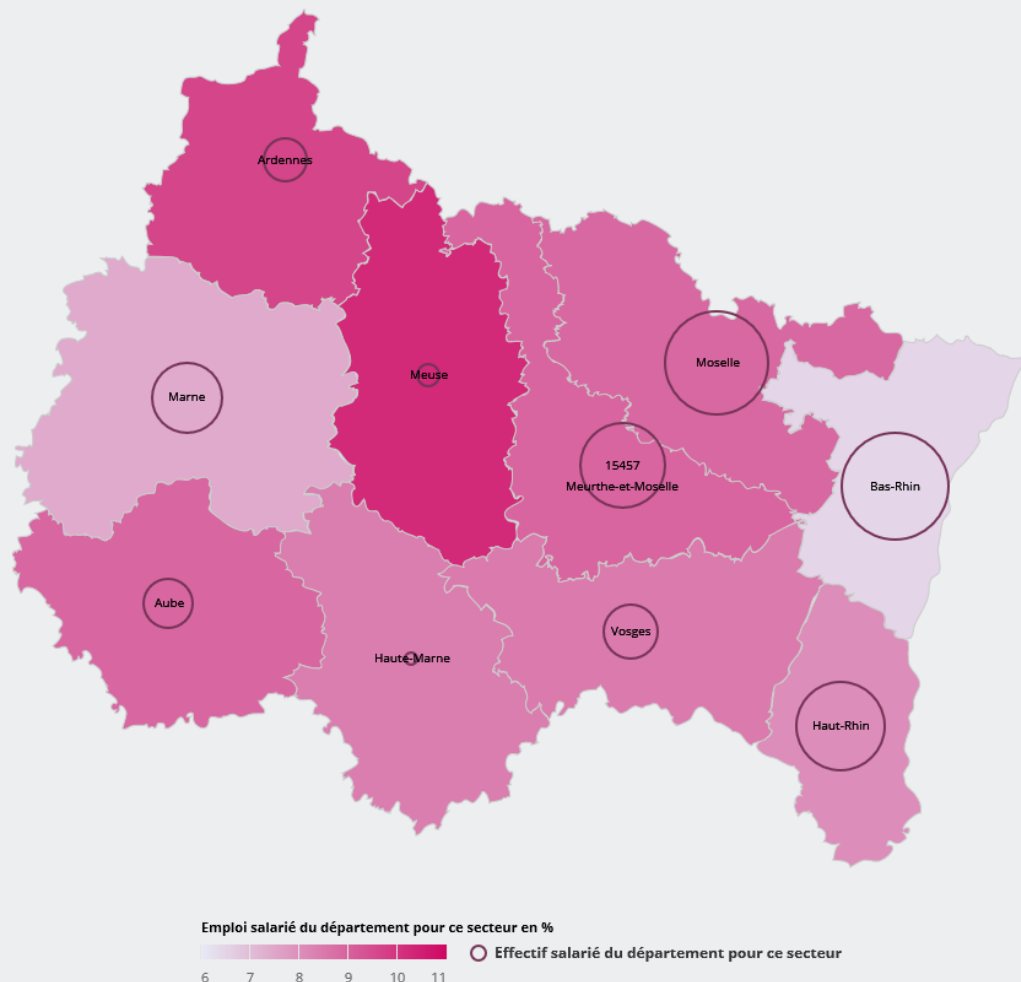 Ardennes
Meuse
Marne
Moselle
15457
Meurthe-et-Moselle
Bas-Rhin
Aube
Vosges
Haute-Marne
Haut-Rhin
Emploi salarié du département pour ce secteur en %
6 7 8 9 10 11
Effectif salarié du département pour ce secteur